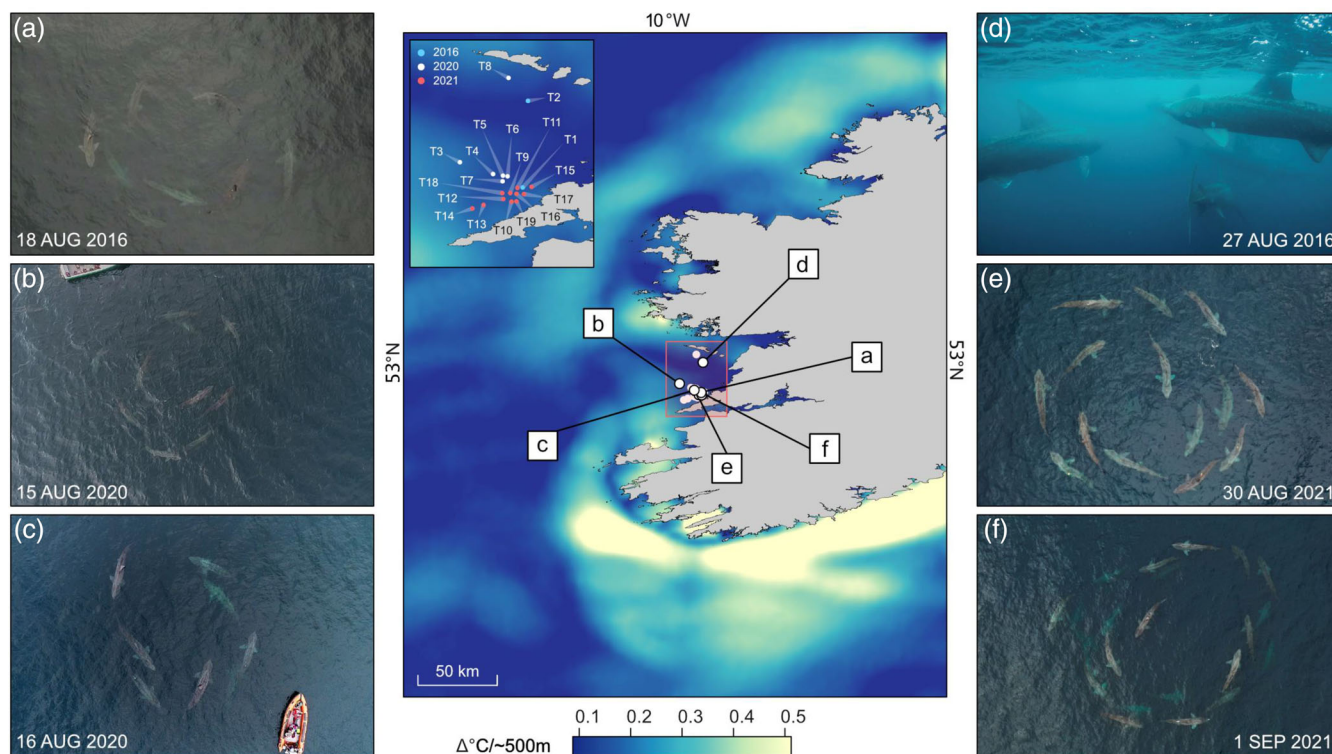 (a)
18 AUG 2016
(b)
15 AUG 2020
(c)
16 AUG 2020
10°W
2016
2020
2021
T8
T2
T11
T5
T6
T1
T4
T9
T3
T15
T7
T18
T12
T17
T14
T16
T13
T19
T10
d
b
a
53°N
53°N
c
f
e
50 km
0.1 0.2 0.3 0.4 0.5
Δ°C/~500m
(d)
27 AUG 2016
(e)
30 AUG 2021
(f)
1 SEP 2021